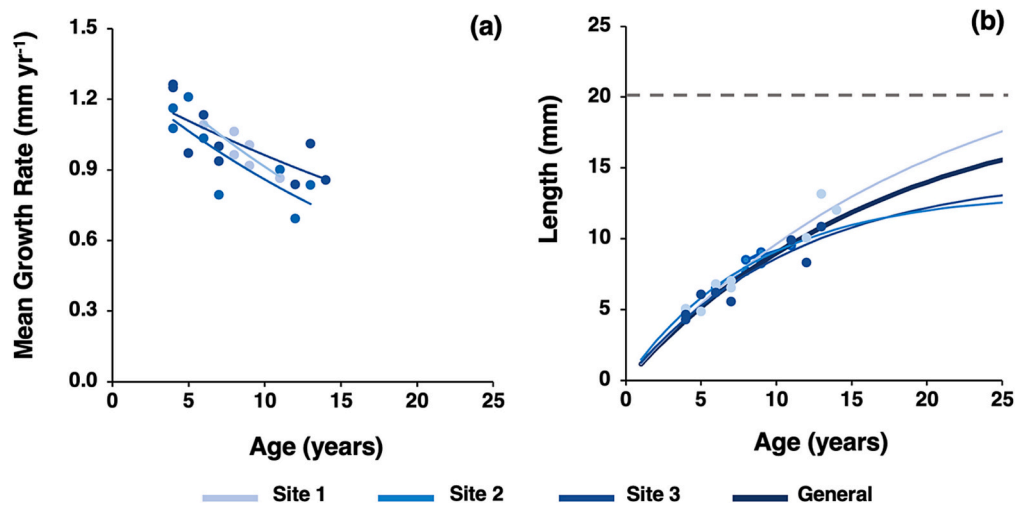 (a)
Mean Growth Rate (mm yr-1)
1.5
1.2
0.9
0.6
0.3
0.0
0
5
10
15
20
25
Age (years)
(b)
Length (mm)
25
20
15
10
5
0
0
5
10
15
20
25
Age (years)
Site 1
Site 2
Site 3
General